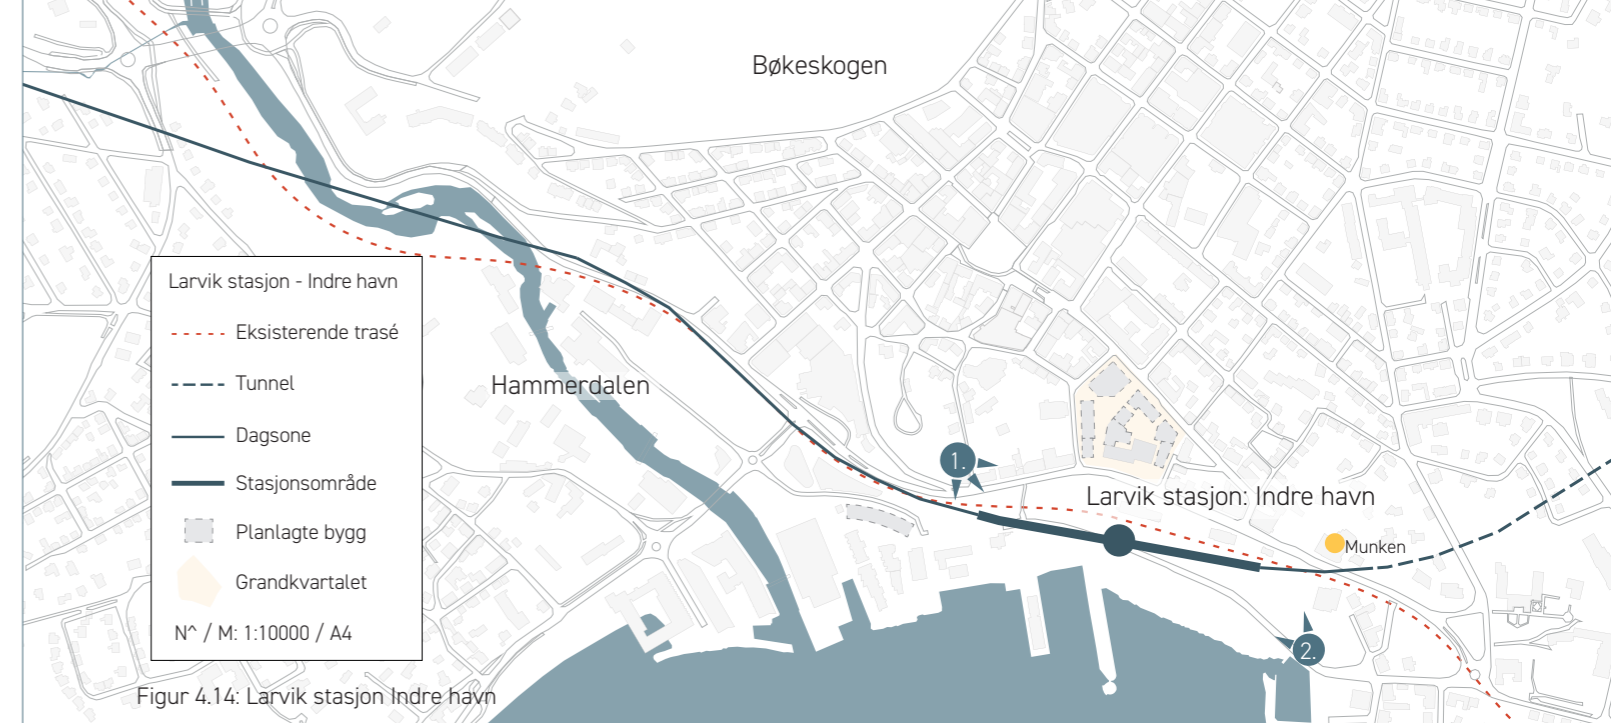 Bøkeskogen
Larvik stasjon - Indre havn
Eksisterende trasé
Tunnel
Dagsone
Stasjonsområde
Planlagte bygg
Grandkvartalet
N^ / M: 1:10000 / A4
Hammerdalen
1.
Larvik stasjon: Indre havn
Munken
2.
Figur 4.14: Larvik stasjon Indre havn